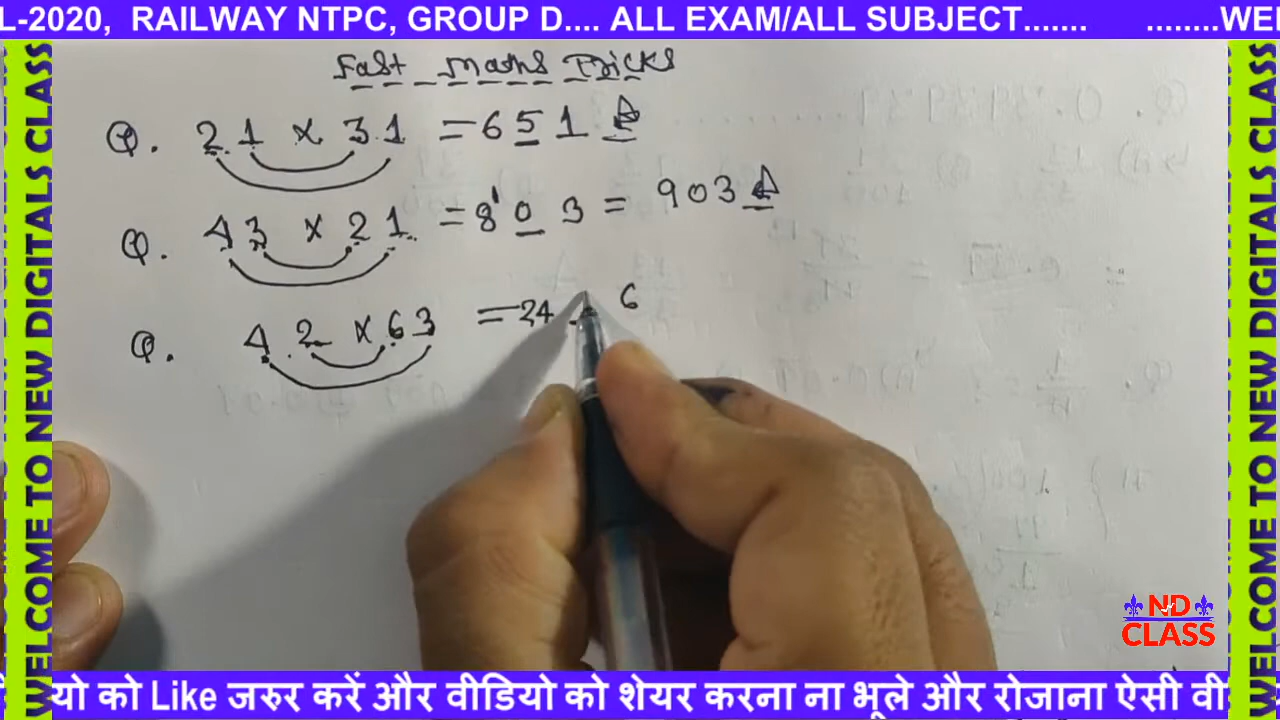 L-2020, RAILWAY NTPC, GROUP D.... ALL EXAM/ALL SUBJECT....... ........WEL
WELCOME TO NEW DIGITALS CLASS
Fast Maths Tricks
Q. 21 x 31 = 651
Q. 43 x 21 = 8¹03 = 903
Q. 42 x 63 = 24 6
ND
CLASS
WELCOME TO NEW DIGITALS CLASS
यो को Like जरुर करें और वीडियो को शेयर करना ना भूले और रोजाना ऐसी वी